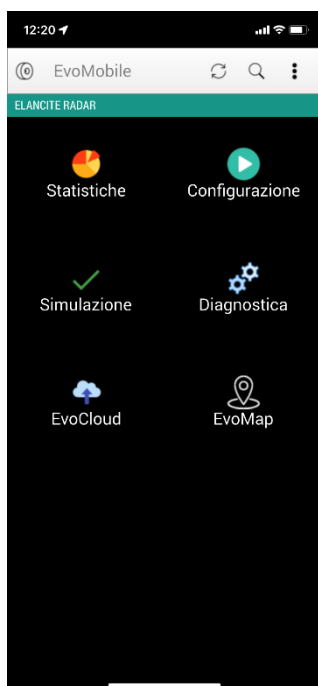 12:20
EvoMobile
ELANCITE RADAR
Statistiche Configurazione
Simulazione Diagnostica
EvoCloud EvoMap